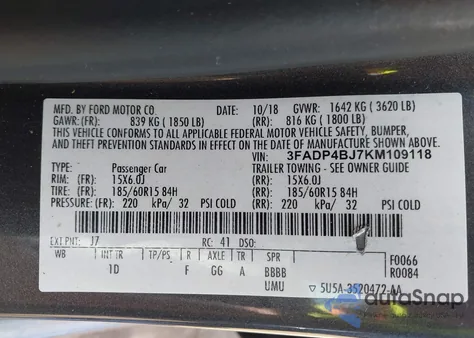 MFD. BY FORD MOTOR CO. DATE: 10/18 GVWR: 1642 KG ( 3620 LB)
GAWR: (FR): 839 KG ( 1850 LB) (RR): 816 KG ( 1800 LB)
THIS VEHICLE CONFORMS TO ALL APPLICABLE FEDERAL MOTOR VEHICLE SAFETY, BUMPER,
AND THEFT PREVENTION STANDARDS IN EFFECT ON THE DATE OF MANUFACTURE SHOWN ABOVE.
VIN: 3FADP4BJ7KM109118
TYPE: Passenger Car TRAILER TOWING - SEE OWNER GUIDE
RIM: (FR): 15X6.0J (RR): 15X6.0J
TIRE: (FR): 185/60R15 84H (RR): 185/60R15 84H
PRESSURE: (FR): 220 kPa/ 32 PSI COLD (RR): 220 kPa/ 32 PSI COLD
EXT PNT: J7 RC: 41 DSO: F0066
WB INT TR TP/PS R AXLE TR SPR R0084
1D F GG A BBBB
UMU ▽ 5U5A-3520472-AA
autoSnap